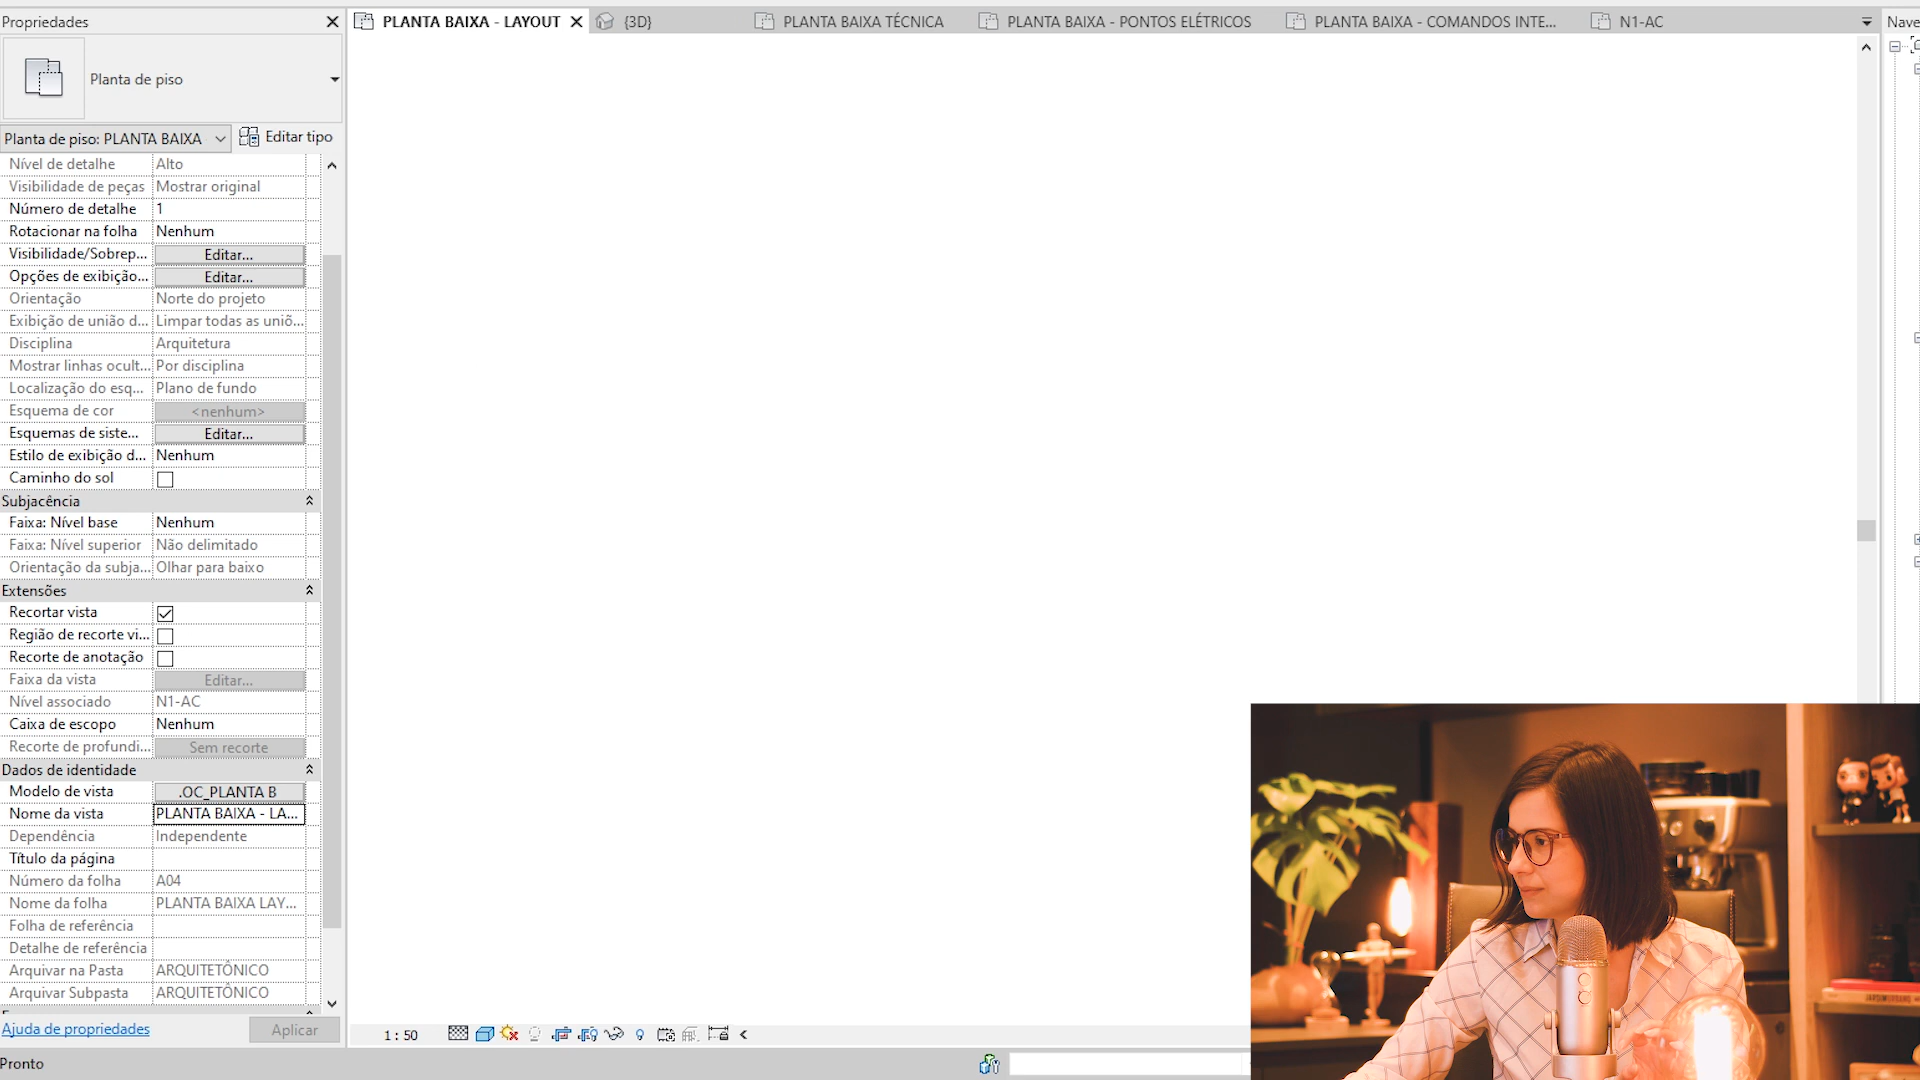 Propriedades
PLANTA BAIXA - LAYOUT
{3D}
PLANTA BAIXA TÉCNICA
PLANTA BAIXA - PONTOS ELÉTRICOS
PLANTA BAIXA - COMANDOS INTE...
N1-AC
Nave
Planta de piso
Planta de piso: PLANTA BAIXA
Editar tipo
Nível de detalhe Alto
Visibilidade de peças Mostrar original
Número de detalhe 1
Rotacionar na folha Nenhum
Visibilidade/Sobrep... Editar...
Opções de exibição... Editar...
Orientação Norte do projeto
Exibição de união d... Limpar todas as uniõ...
Disciplina Arquitetura
Mostrar linhas ocult... Por disciplina
Localização do esq... Plano de fundo
Esquema de cor <nenhum>
Esquemas de siste... Editar...
Estilo de exibição d... Nenhum
Caminho do sol
Subjacência
Faixa: Nível base Nenhum
Faixa: Nível superior Não delimitado
Orientação da subja... Olhar para baixo
Extensões
Recortar vista
Região de recorte vi...
Recorte de anotação
Faixa da vista Editar...
Nível associado N1-AC
Caixa de escopo Nenhum
Recorte de profundi... Sem recorte
Dados de identidade
Modelo de vista .OC_PLANTA B
Nome da vista PLANTA BAIXA - LA...
Dependência Independente
Título da página
Número da folha A04
Nome da folha PLANTA BAIXA LAY...
Folha de referência
Detalhe de referência
Arquivar na Pasta ARQUITETÔNICO
Arquivar Subpasta ARQUITETÔNICO
Ajuda de propriedades
Aplicar
1 : 50
Pronto